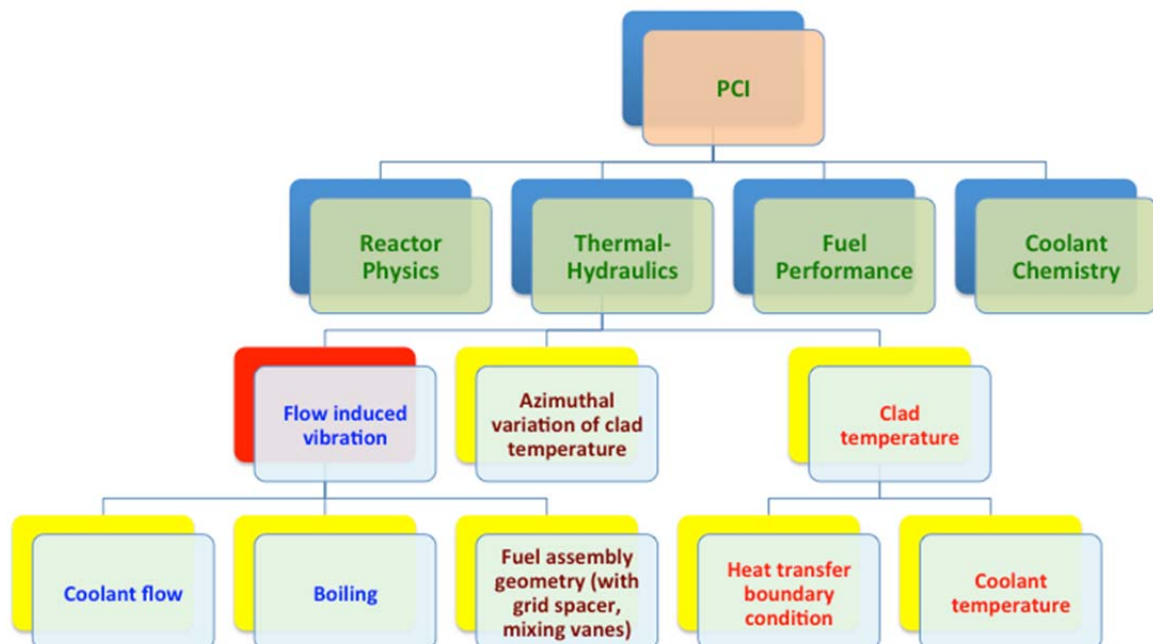 PCI
Reactor
Physics
Thermal-
Hydraulics
Fuel
Performance
Coolant
Chemistry
Flow induced
vibration
Azimuthal
variation of clad
temperature
Clad
temperature
Coolant flow
Boiling
Fuel assembly
geometry (with
grid spacer,
mixing vanes)
Heat transfer
boundary
condition
Coolant
temperature